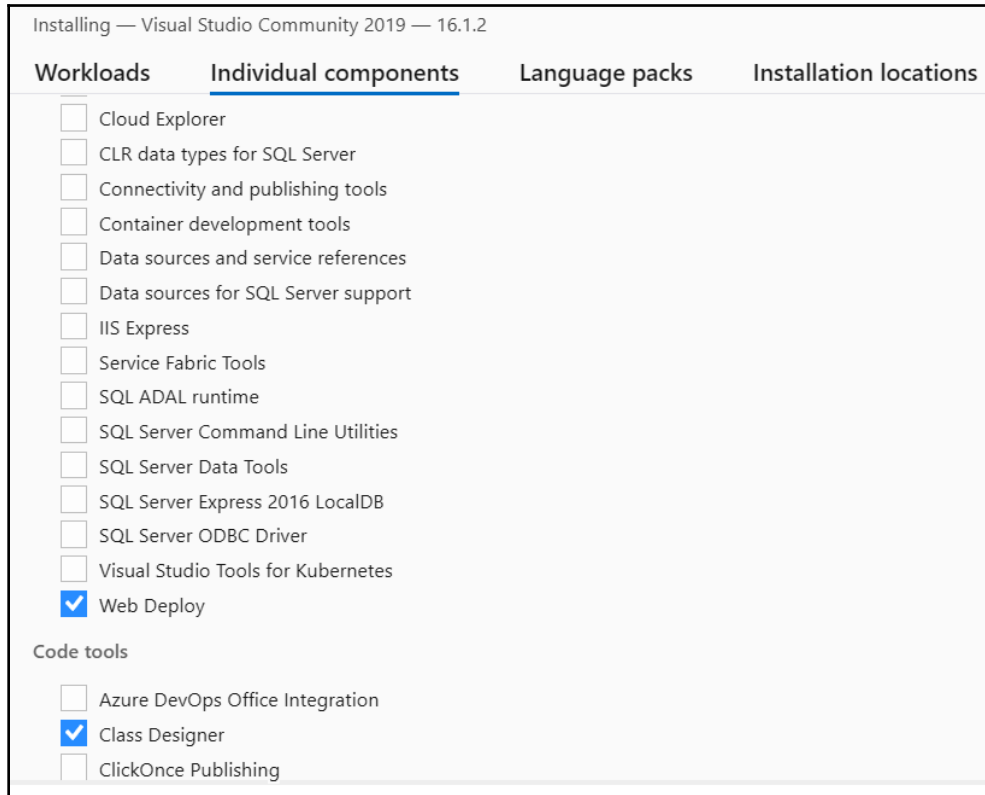 Installing — Visual Studio Community 2019 — 16.1.2
Workloads Individual components Language packs Installation locations
Cloud Explorer
CLR data types for SQL Server
Connectivity and publishing tools
Container development tools
Data sources and service references
Data sources for SQL Server support
IIS Express
Service Fabric Tools
SQL ADAL runtime
SQL Server Command Line Utilities
SQL Server Data Tools
SQL Server Express 2016 LocalDB
SQL Server ODBC Driver
Visual Studio Tools for Kubernetes
Web Deploy
Code tools
Azure DevOps Office Integration
Class Designer
ClickOnce Publishing